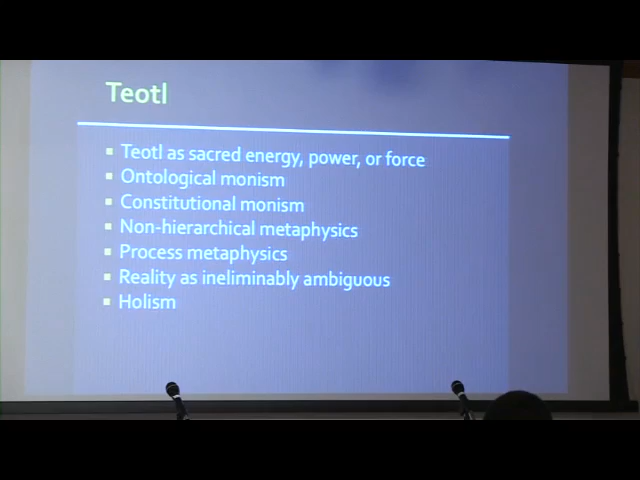 Teotl
▪ Teotl as sacred energy, power, or force
▪ Ontological monism
▪ Constitutional monism
▪ Non-hierarchical metaphysics
▪ Process metaphysics
▪ Reality as ineliminably ambiguous
▪ Holism